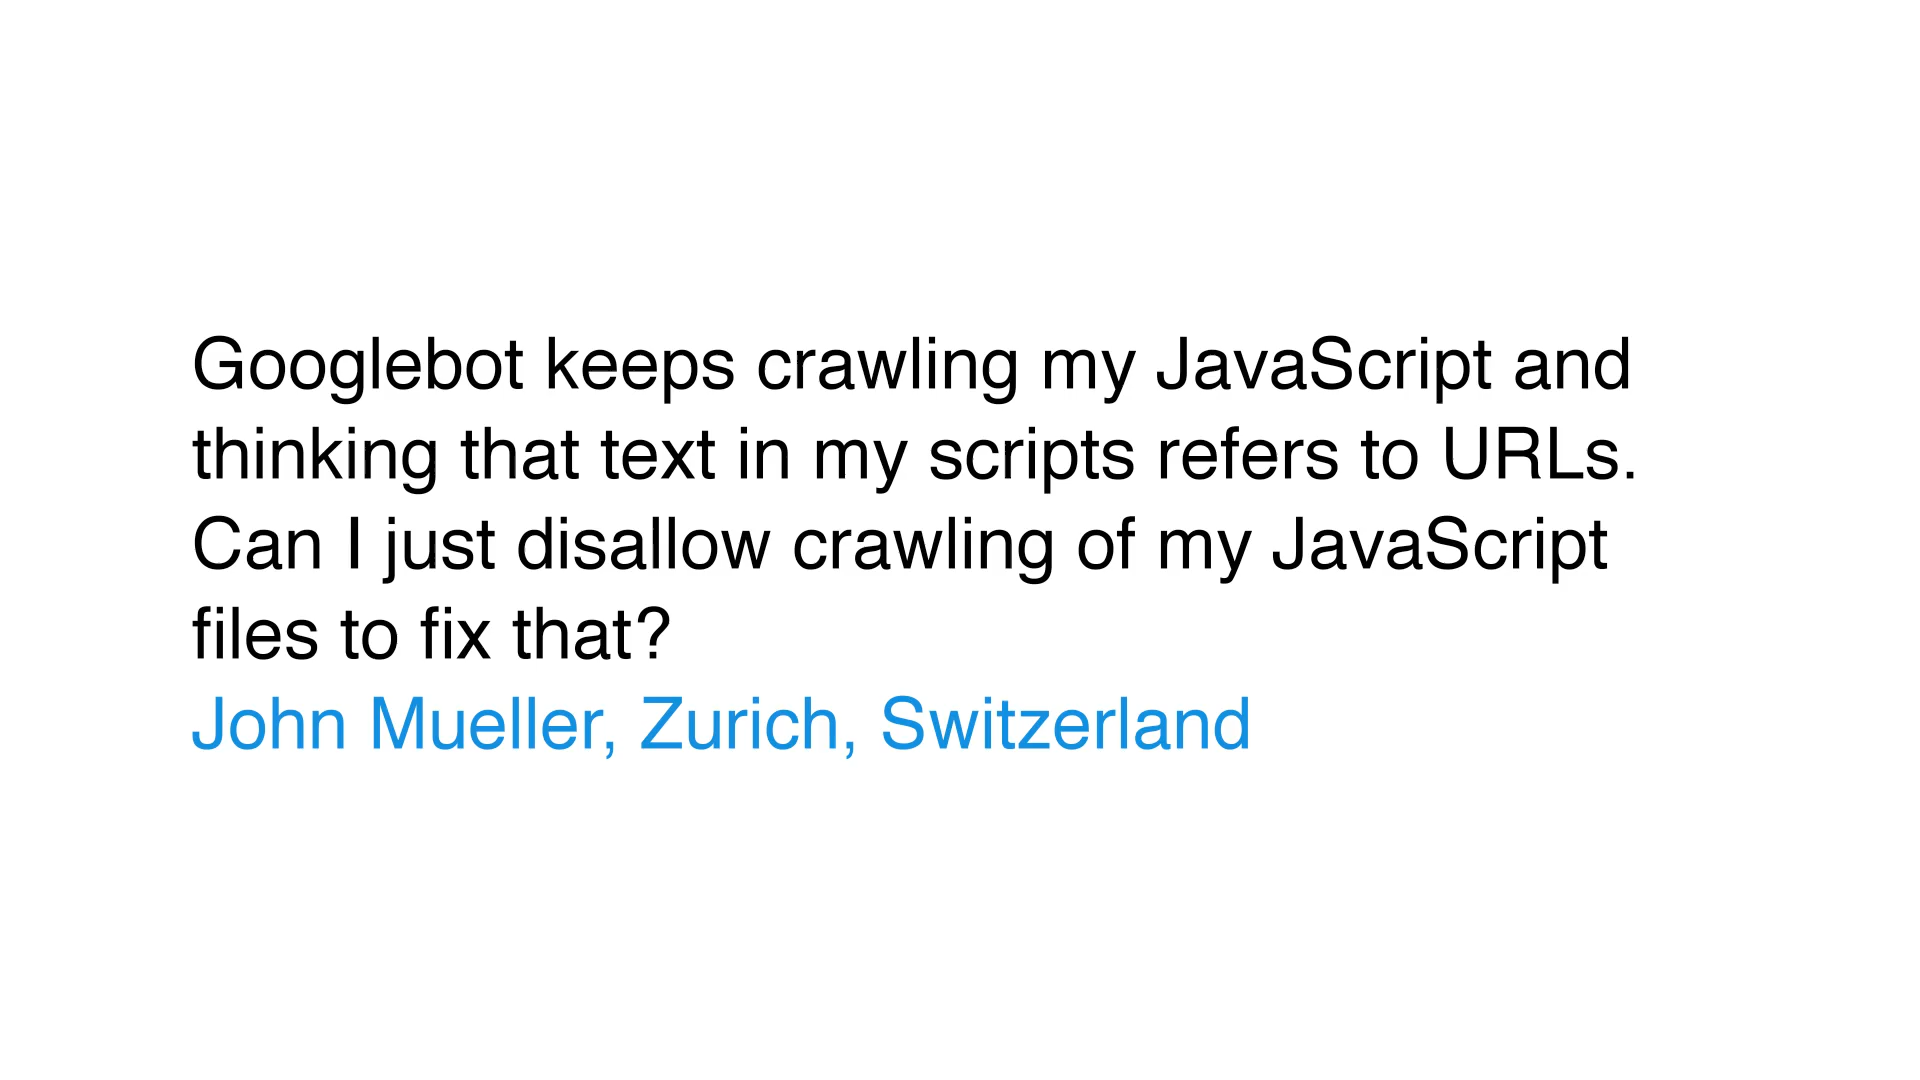 Googlebot keeps crawling my JavaScript and
thinking that text in my scripts refers to URLs.
Can I just disallow crawling of my JavaScript
files to fix that?
John Mueller, Zurich, Switzerland